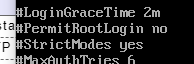 #LoginGraceTime 2m
#PermitRootLogin no
#StrictModes yes
#MaxAuthTries 6